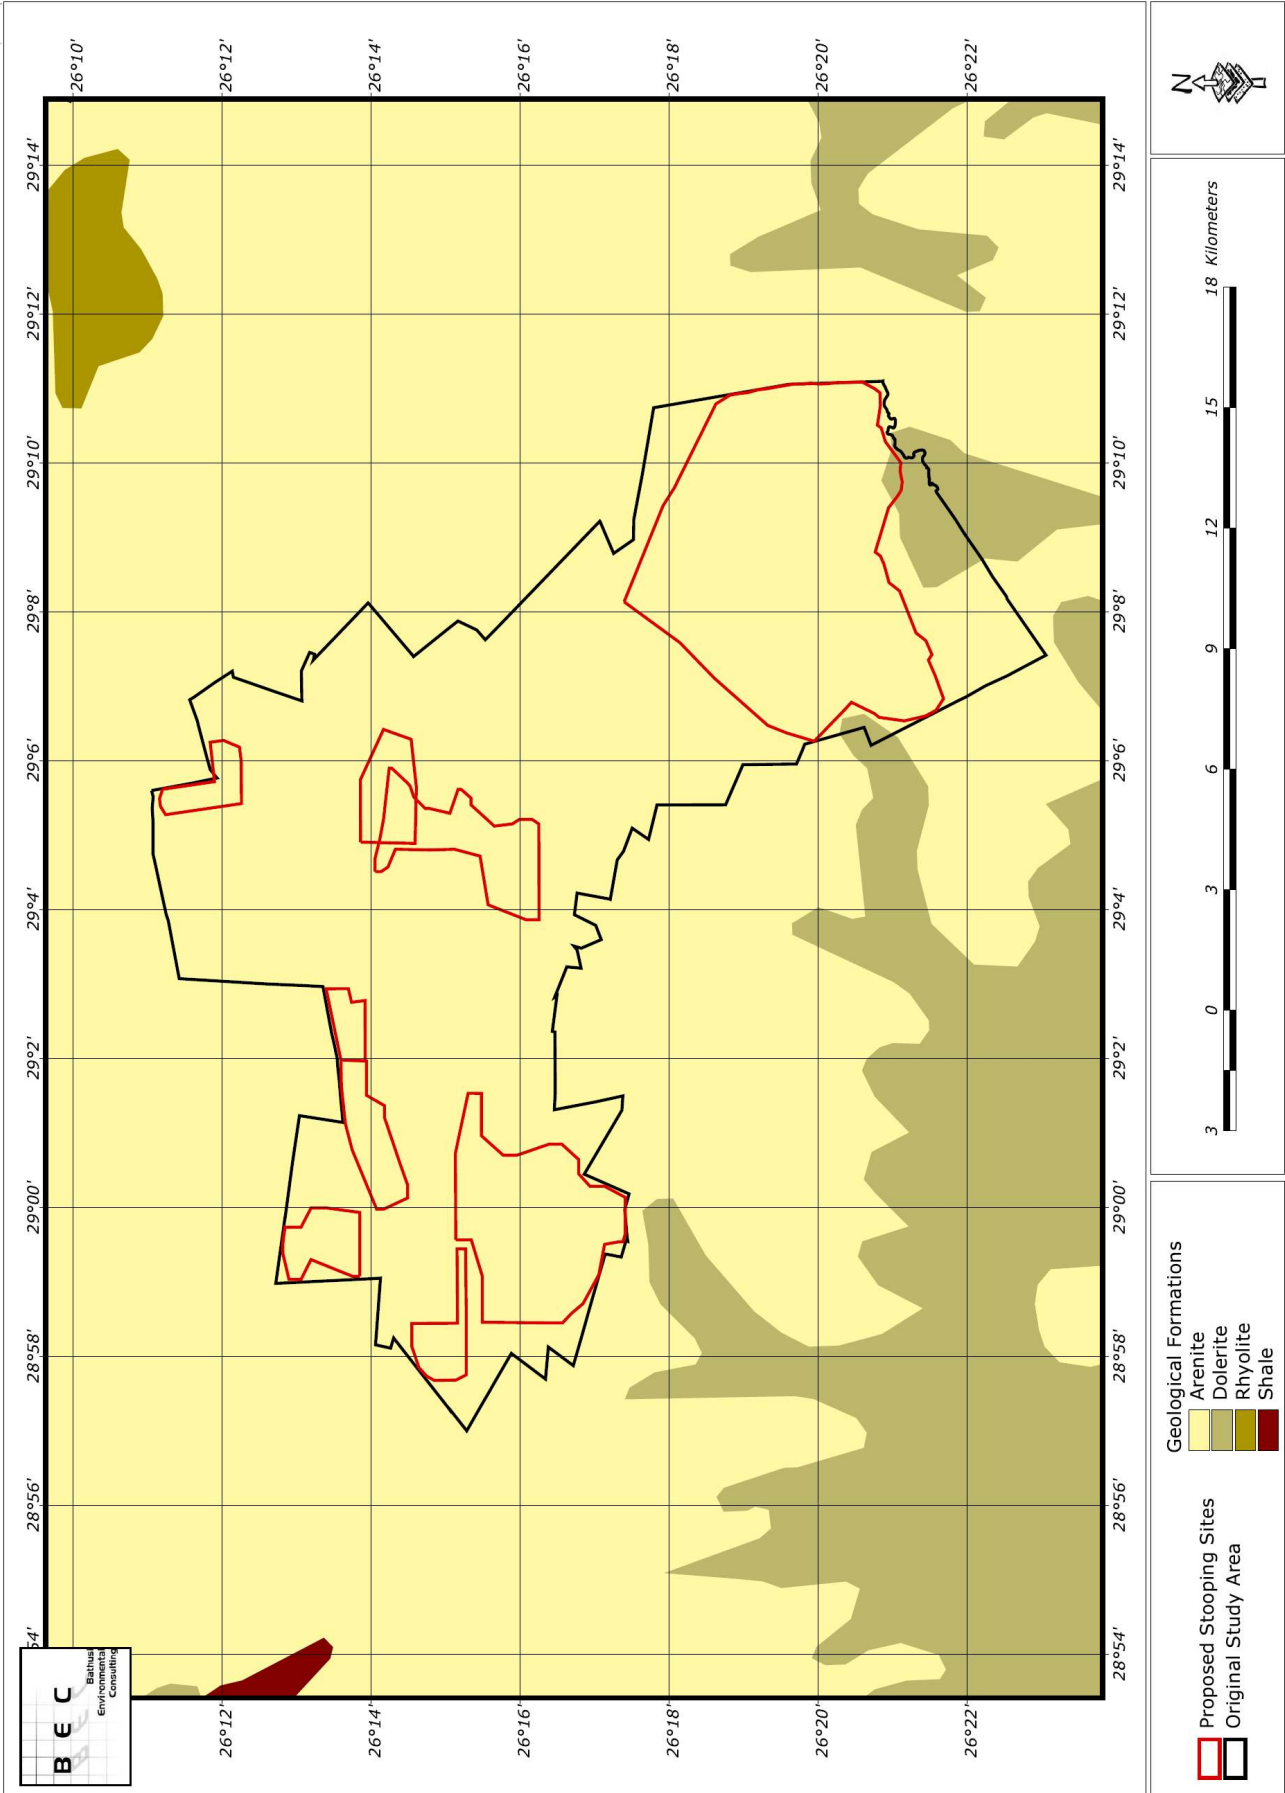 B E C
Bathusi
Environmental
Consulting
54'
28°56'
28°58'
29°00'
29°2'
29°4'
29°6'
29°8'
29°10'
29°12'
29°14'
26°10'
26°12'
26°14'
26°16'
26°18'
26°20'
26°22'
26°12'
26°14'
26°16'
26°18'
26°20'
26°22'
28°54'
28°56'
28°58'
29°00'
29°2'
29°4'
29°6'
29°8'
29°10'
29°12'
29°14'
Proposed Stooping Sites
Original Study Area
Geological Formations
Arenite
Dolerite
Rhyolite
Shale
3 0 3 6 9 12 15 18 Kilometers
N